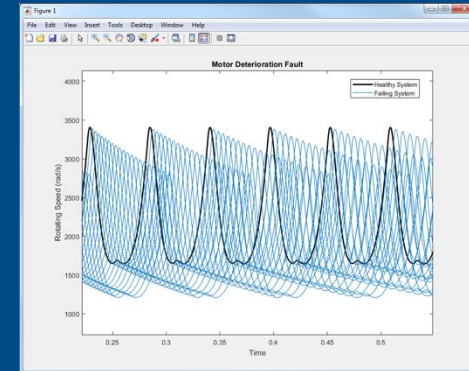 Figure 1
File Edit View Insert Tools Desktop Window Help
Motor Deterioration Fault
Healthy System
Failing System
4000
3500
3000
2500
2000
1500
1000
Rotating Speed (rad/s)
0.25 0.3 0.35 0.4 0.45 0.5
Time